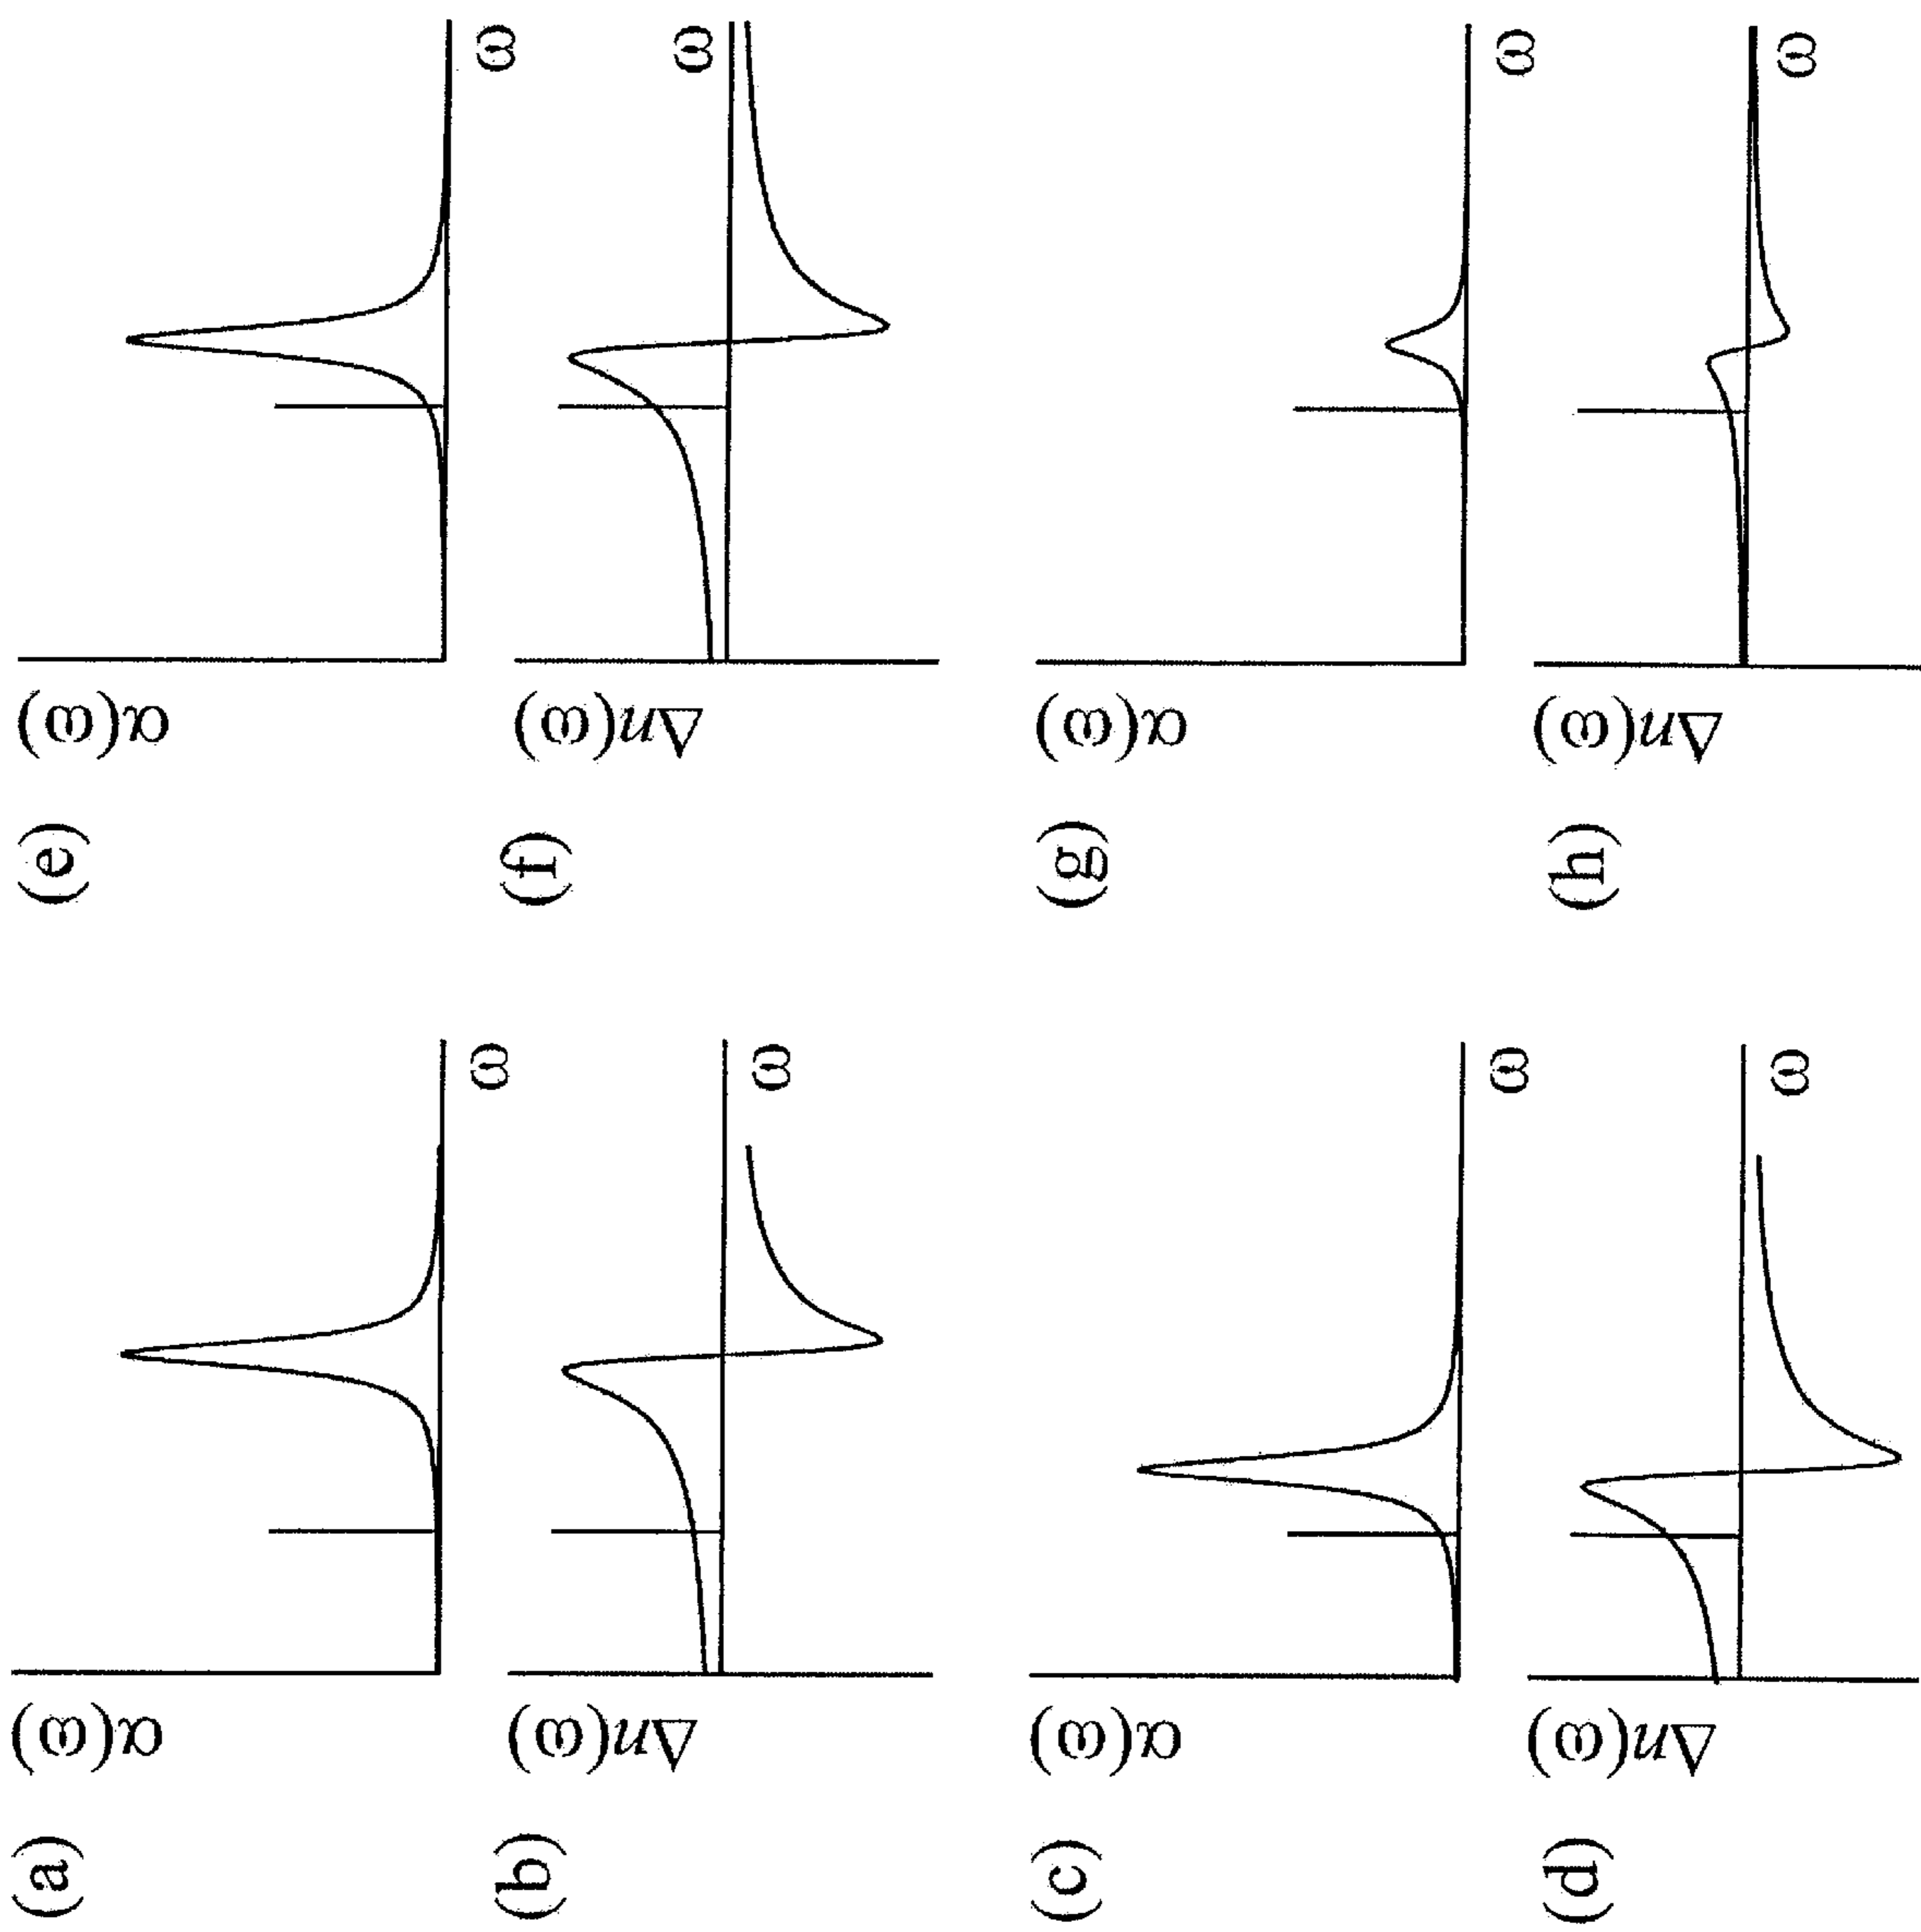 (a)
α(ω)
ω
(b)
Δn(ω)
ω
(c)
α(ω)
ω
(d)
Δn(ω)
ω
(e)
α(ω)
ω
(f)
Δn(ω)
ω
(g)
α(ω)
ω
(h)
Δn(ω)
ω